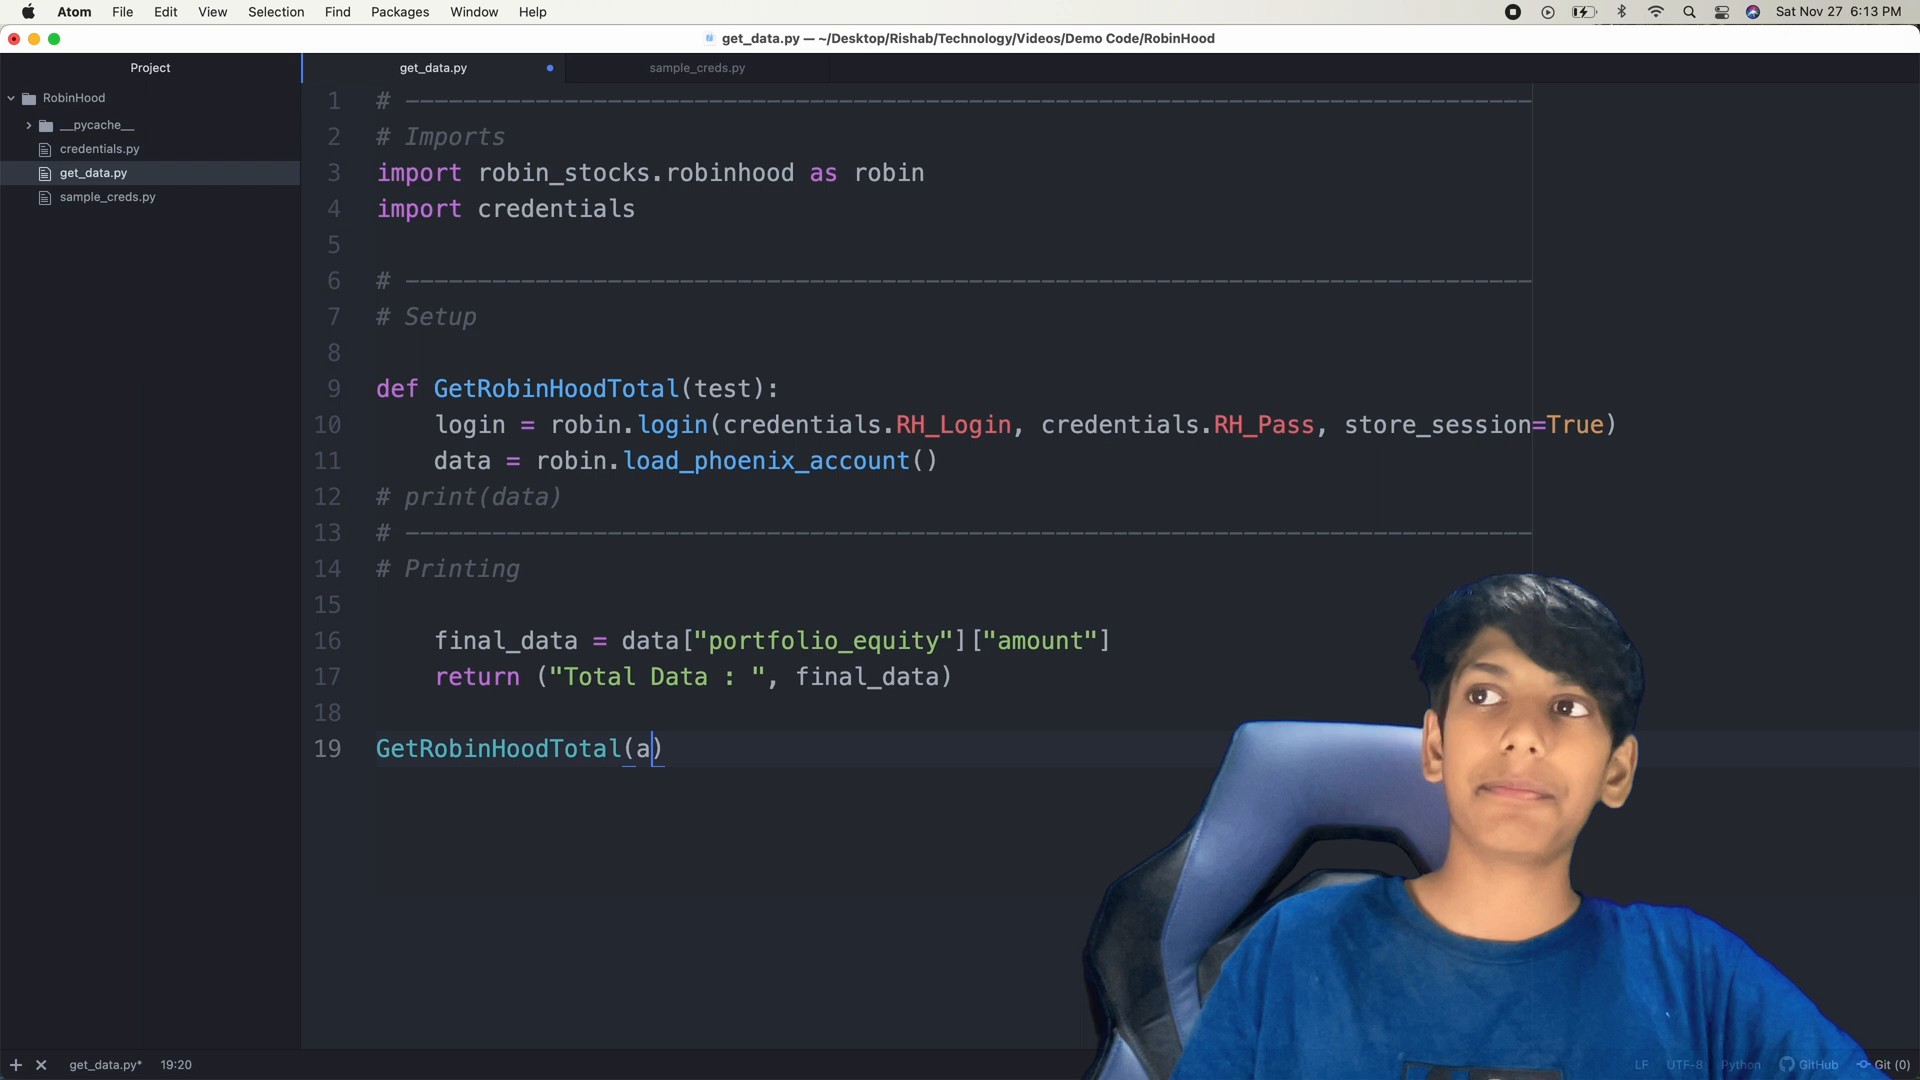 Atom File Edit View Selection Find Packages Window Help Sat Nov 27 6:13 PM
get_data.py — ~/Desktop/Rishab/Technology/Videos/Demo Code/RobinHood
Project
get_data.py
sample_creds.py
RobinHood
__pycache__
credentials.py
get_data.py
sample_creds.py
1 # ------------------------------------------------------------------------------
2 # Imports
3 import robin_stocks.robinhood as robin
4 import credentials
5
6 # ------------------------------------------------------------------------------
7 # Setup
8
9 def GetRobinHoodTotal(test):
10 login = robin.login(credentials.RH_Login, credentials.RH_Pass, store_session=True)
11 data = robin.load_phoenix_account()
12 # print(data)
13 # ------------------------------------------------------------------------------
14 # Printing
15
16 final_data = data["portfolio_equity"]["amount"]
17 return ("Total Data : ", final_data)
18
19 GetRobinHoodTotal(a)
get_data.py* 19:20
LF UTF-8 Python GitHub Git (0)